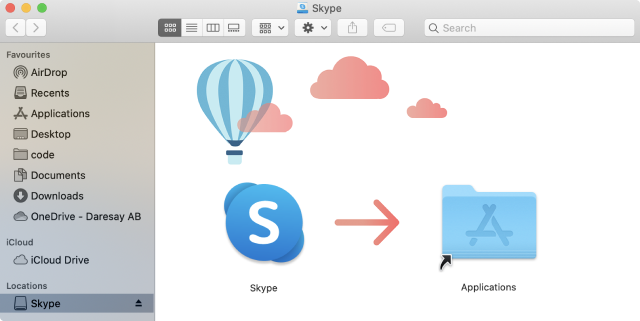 Skype
Search
Favourites
AirDrop
Recents
Applications
Desktop
code
Documents
Downloads
OneDrive - Daresay AB
iCloud
iCloud Drive
Locations
Skype
S
Skype
Applications